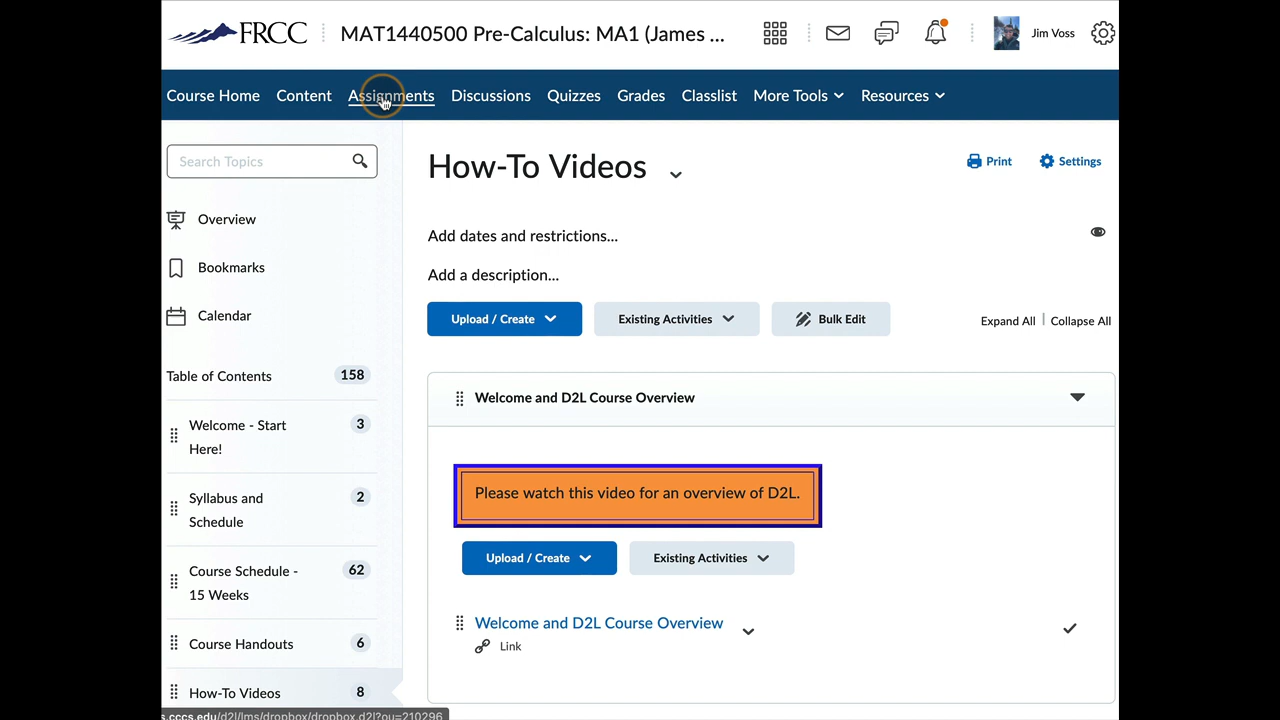 FRCC
MAT1440500 Pre-Calculus: MA1 (James ...
Jim Voss
Course Home Content Assignments Discussions Quizzes Grades Classlist More Tools Resources
Search Topics
Overview
Bookmarks
Calendar
Table of Contents 158
Welcome - Start
Here!
3
Syllabus and
Schedule
2
Course Schedule -
15 Weeks
62
Course Handouts 6
How-To Videos 8
How-To Videos
Print Settings
Add dates and restrictions...
Add a description...
Upload / Create Existing Activities Bulk Edit
Expand All Collapse All
Welcome and D2L Course Overview
Please watch this video for an overview of D2L.
Upload / Create Existing Activities
Welcome and D2L Course Overview
Link
s.cccs.edu/d2l/lms/dropbox/dropbox.d2l?ou=210296